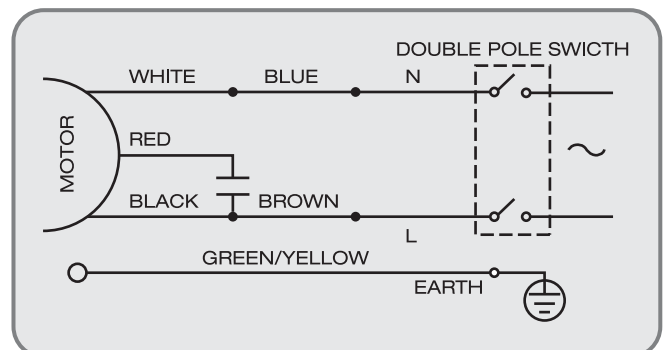 DOUBLE POLE SWICTH
WHITE
BLUE
N
MOTOR
RED
BLACK
BROWN
L
GREEN/YELLOW
EARTH